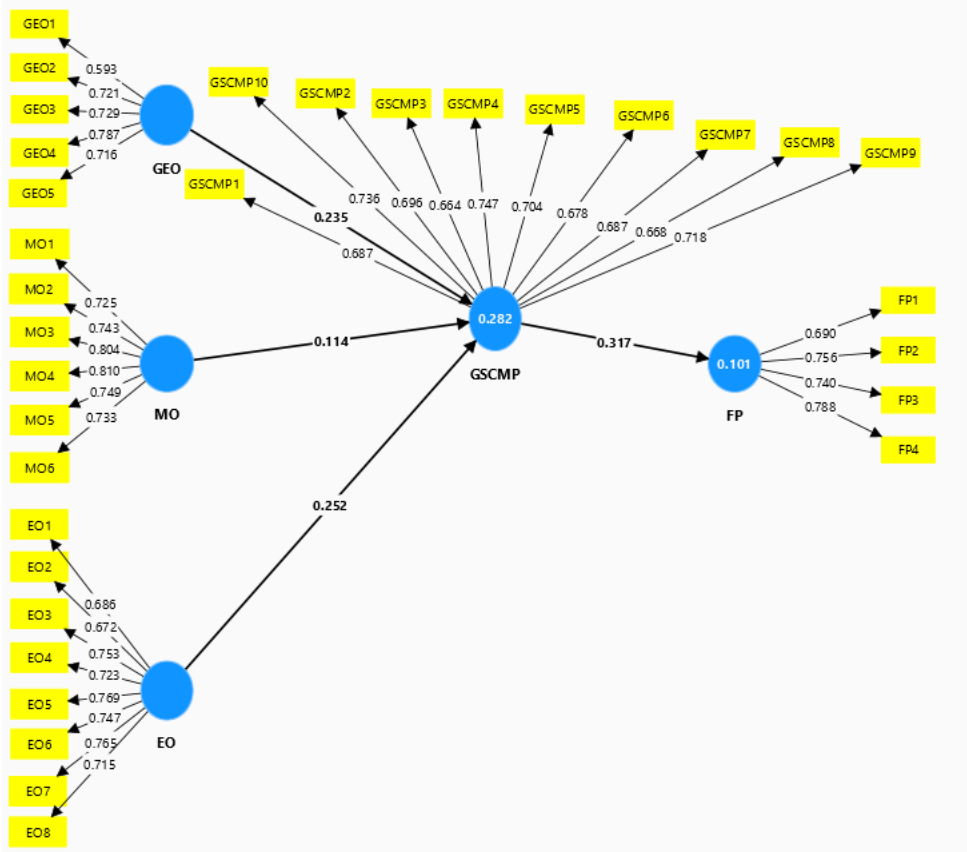 GEO1
GEO2
GEO3
GEO4
GEO5
0.593
0.721
0.729
0.787
0.716
GEO
GSCMP10
GSCMP2
GSCMP3
GSCMP4
GSCMP5
GSCMP6
GSCMP7
GSCMP8
GSCMP9
GSCMP1
0.736
0.696
0.664
0.747
0.704
0.678
0.687
0.668
0.718
0.687
0.235
MO1
MO2
MO3
MO4
MO5
MO6
0.725
0.743
0.804
0.810
0.749
0.733
MO
0.114
0.282
GSCMP
0.317
0.101
FP
0.690
0.756
0.740
0.788
FP1
FP2
FP3
FP4
0.252
EO1
EO2
EO3
EO4
EO5
EO6
EO7
EO8
0.686
0.672
0.753
0.723
0.769
0.747
0.765
0.715
EO